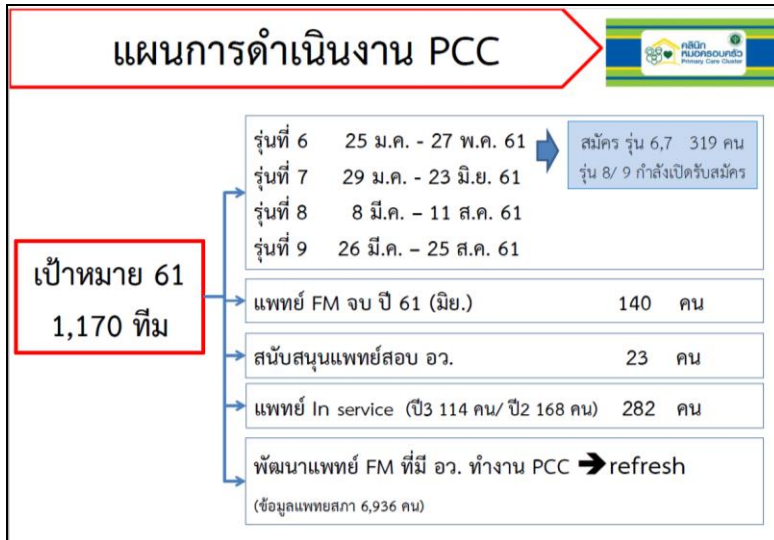 แผนการดำเนินงาน PCC
คลินิก
หมอครอบครัว
Primary Care Cluster
รุ่นที่ 6 25 ม.ค. - 27 พ.ค. 61
รุ่นที่ 7 29 ม.ค. - 23 มิ.ย. 61
รุ่นที่ 8 8 มี.ค. – 11 ส.ค. 61
รุ่นที่ 9 26 มี.ค. – 25 ส.ค. 61
สมัคร รุ่น 6,7 319 คน
รุ่น 8/ 9 กำลังเปิดรับสมัคร
เป้าหมาย 61
1,170 ทีม
แพทย์ FM จบ ปี 61 (มิย.) 140 คน
สนับสนุนแพทย์สอบ อว. 23 คน
แพทย์ In service (ปี3 114 คน/ ปี2 168 คน) 282 คน
พัฒนาแพทย์ FM ที่มี อว. ทำงาน PCC ➔ refresh
(ข้อมูลแพทยสภา 6,936 คน)